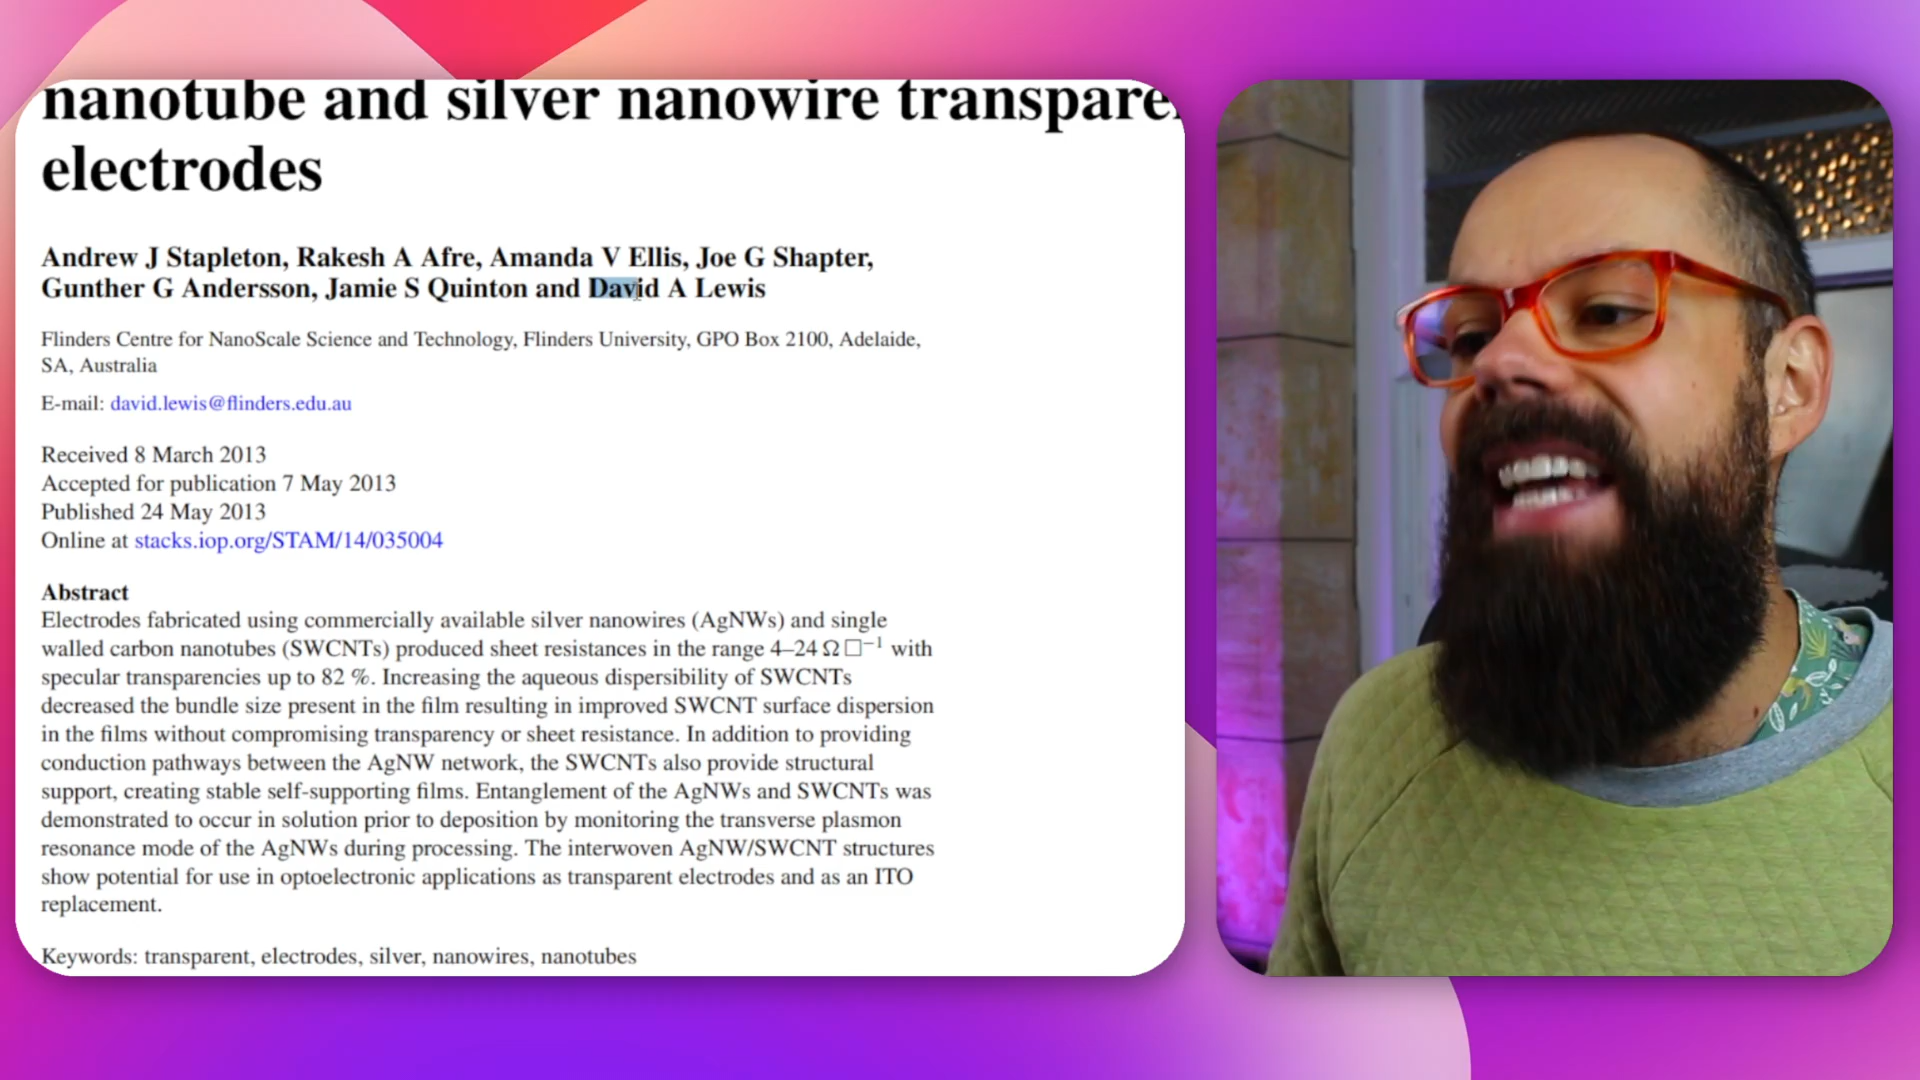 nanotube and silver nanowire
electrodes
Andrew J Stapleton, Rakesh A Afre, Amanda V Ellis, Joe G Shapter,
Gunther G Andersson, Jamie S Quinton and David A Lewis
Flinders Centre for NanoScale Science and Technology, Flinders University, GPO Box 2100, Adelaide,
SA, Australia
E-mail: david.lewis@flinders.edu.au
Received 8 March 2013
Accepted for publication 7 May 2013
Published 24 May 2013
Online at stacks.iop.org/STAM/14/035004
Abstract
Electrodes fabricated using commercially available silver nanowires (AgNWs) and single
walled carbon nanotubes (SWCNTs) produced sheet resistances in the range 4–24 Ω □⁻¹ with
specular transparencies up to 82 %. Increasing the aqueous dispersibility of SWCNTs
decreased the bundle size present in the film resulting in improved SWCNT surface dispersion
in the films without compromising transparency or sheet resistance. In addition to providing
conduction pathways between the AgNW network, the SWCNTs also provide structural
support, creating stable self-supporting films. Entanglement of the AgNWs and SWCNTs was
demonstrated to occur in solution prior to deposition by monitoring the transverse plasmon
resonance mode of the AgNWs during processing. The interwoven AgNW/SWCNT structures
show potential for use in optoelectronic applications as transparent electrodes and as an ITO
replacement.
Keywords: transparent, electrodes, silver, nanowires, nanotubes